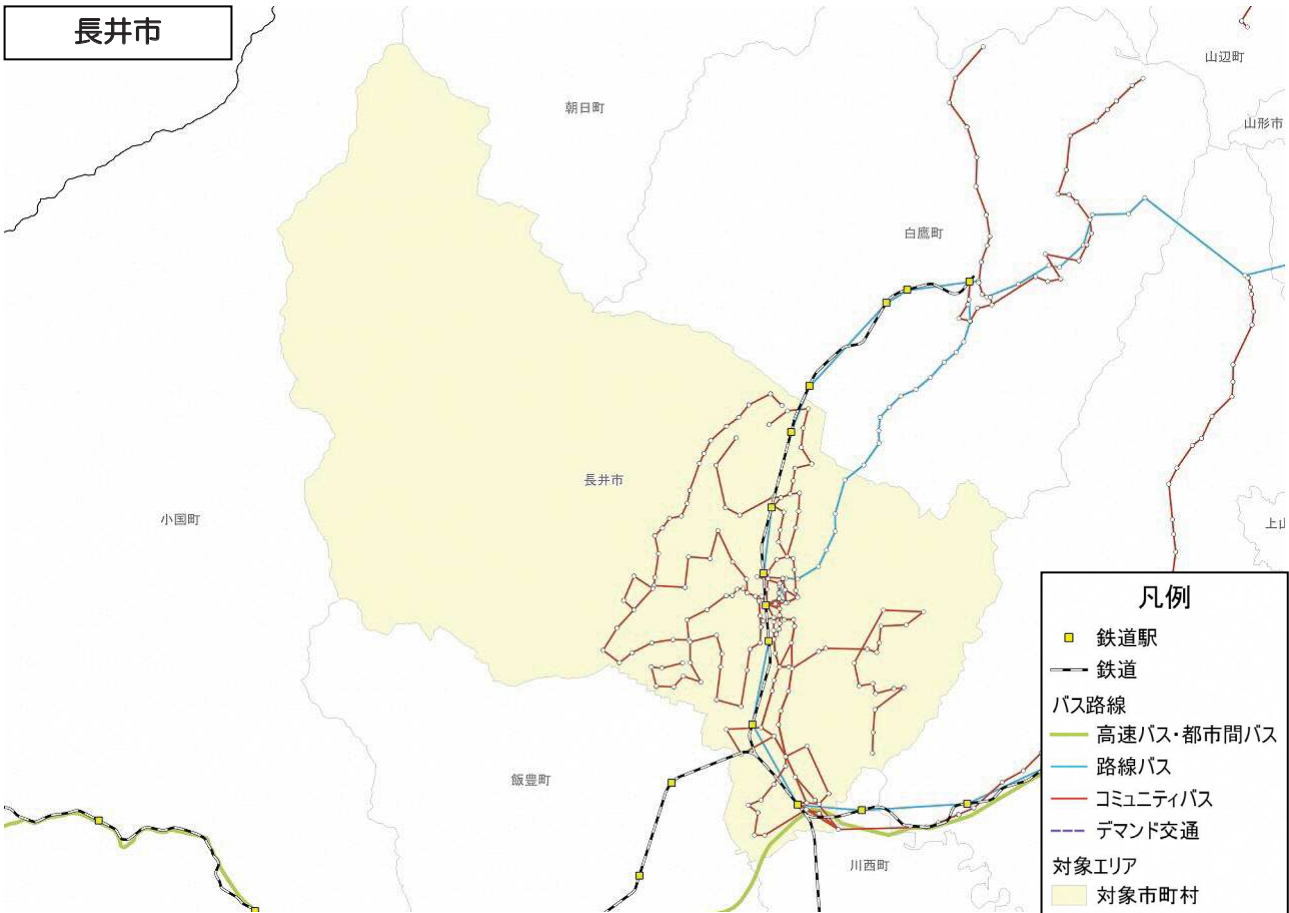 長井市
山辺町
朝日町
山形市
白鷹町
長井市
小国町
飯豊町
川西町
凡例
鉄道駅
鉄道
バス路線
高速バス・都市間バス
路線バス
コミュニティバス
デマンド交通
対象エリア
対象市町村